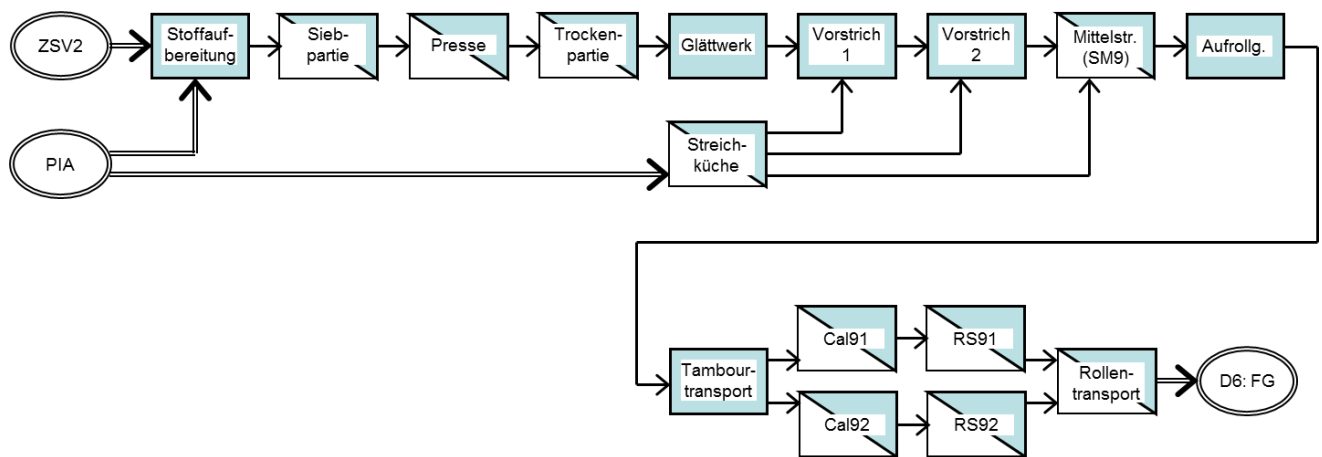 ZSV2
Stoffauf-
bereitung
Sieb-
partie
Presse
Trocken-
partie
Glättwerk
Vorstrich
1
Vorstrich
2
Mittelstr.
(SM9)
Aufrollg.
PIA
Streich-
küche
Tambour-
transport
Cal91
RS91
Cal92
RS92
Rollen-
transport
D6: FG